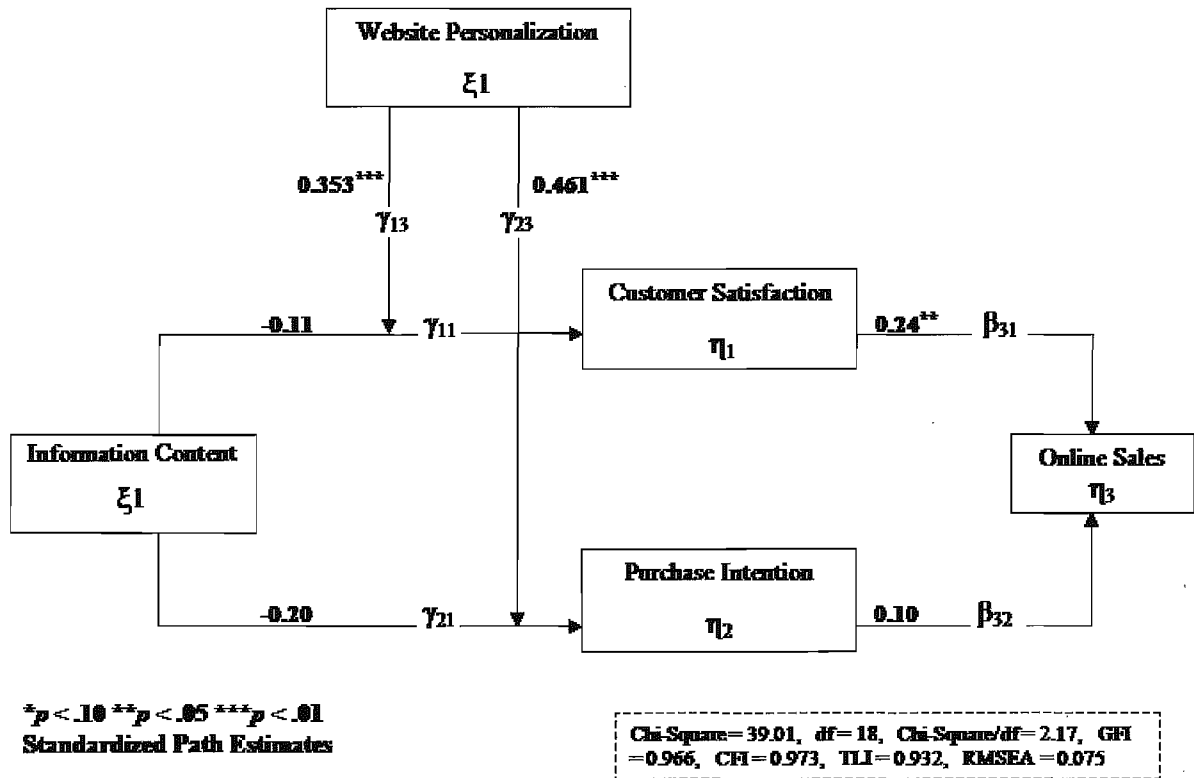 Website Personalization
ξ1
0.353***
0.461***
γ13
γ23
Customer Satisfaction
η1
-0.11
γ11
0.24**
β31
Information Content
ξ1
Online Sales
η3
Purchase Intention
η2
-0.20
γ21
0.10
β32
*p < .10 **p < .05 ***p < .01
Standardized Path Estimates
Chi-Square= 39.01, df= 18, Chi-Square/df= 2.17, GFI
=0.966, CFI= 0.973, TLI= 0.932, RMSEA =0.075